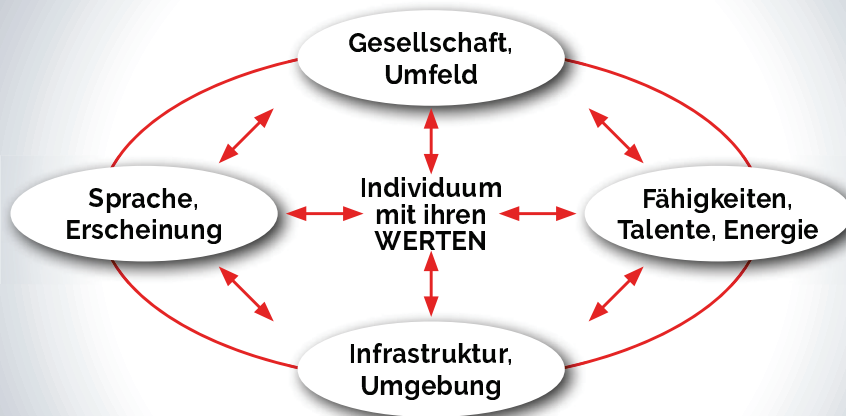 Gesellschaft,
Umfeld
Sprache,
Erscheinung
Individuum
mit ihren
WERTEN
Fähigkeiten,
Talente, Energie
Infrastruktur,
Umgebung